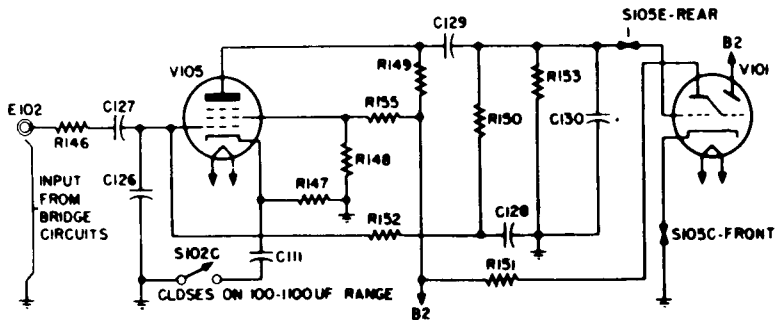 S105E-REAR
C129
B2
V105
R149
R153
V101
E102
C127
R155
R150
C130
R146
R148
C126
R147
INPUT
FROM
BRIDGE
CIRCUITS
C128
R152
S105C-FRONT
S102C
C111
CLOSES ON 100-1100UF RANGE
R151
B2